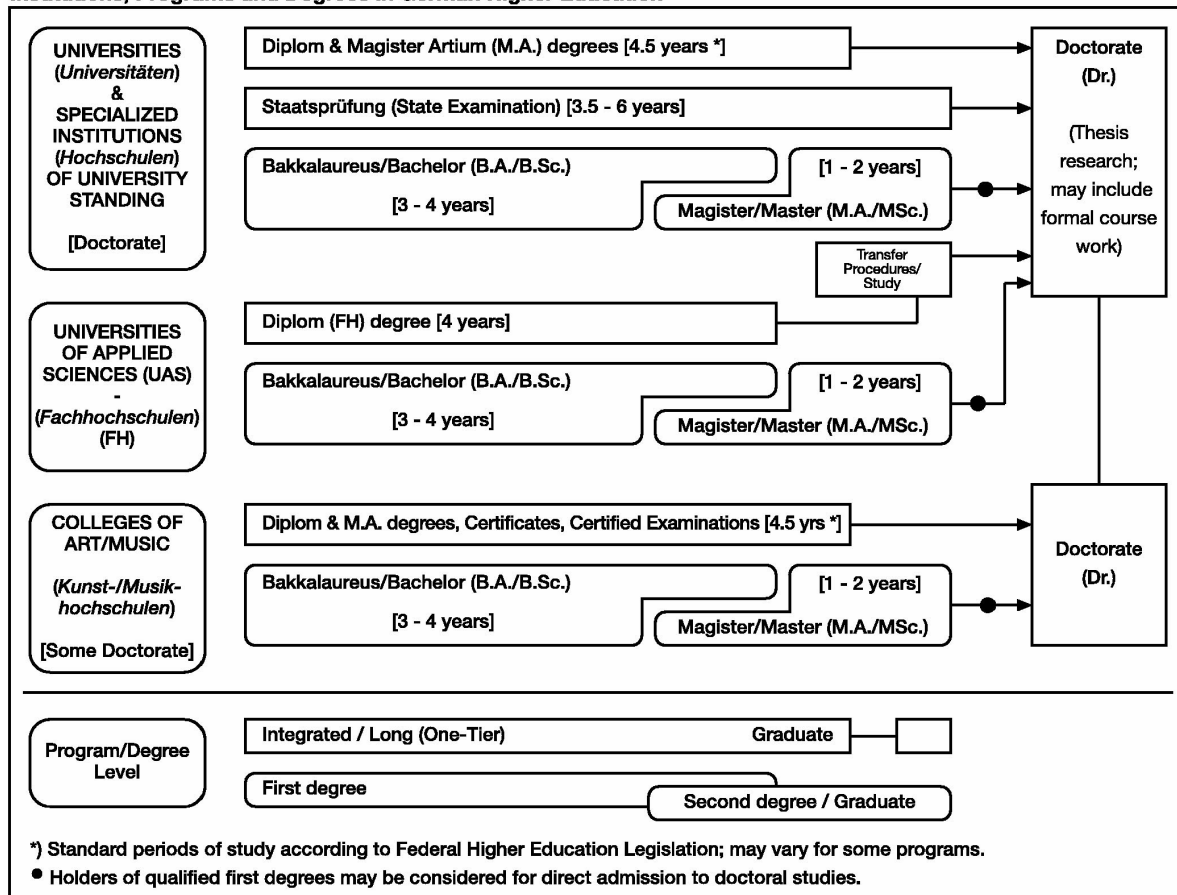 UNIVERSITIES
(Universitäten)
&
SPECIALIZED
INSTITUTIONS
(Hochschulen)
OF UNIVERSITY
STANDING
[Doctorate]
Diplom & Magister Artium (M.A.) degrees [4.5 years *]
Staatsprüfung (State Examination) [3.5 - 6 years]
Bakkalaureus/Bachelor (B.A./B.Sc.)
[3 - 4 years]
[1 - 2 years]
Magister/Master (M.A./MSc.)
Doctorate
(Dr.)
(Thesis
research;
may include
formal course
work)
Transfer
Procedures/
Study
UNIVERSITIES
OF APPLIED
SCIENCES (UAS)
-
(Fachhochschulen)
(FH)
Diplom (FH) degree [4 years]
Bakkalaureus/Bachelor (B.A./B.Sc.)
[3 - 4 years]
[1 - 2 years]
Magister/Master (M.A./MSc.)
COLLEGES OF
ART/MUSIC
(Kunst-/Musik-
hochschulen)
[Some Doctorate]
Diplom & M.A. degrees, Certificates, Certified Examinations [4.5 yrs *]
Bakkalaureus/Bachelor (B.A./B.Sc.)
[3 - 4 years]
[1 - 2 years]
Magister/Master (M.A./MSc.)
Doctorate
(Dr.)
Program/Degree
Level
Integrated / Long (One-Tier) Graduate
First degree
Second degree / Graduate
*) Standard periods of study according to Federal Higher Education Legislation; may vary for some programs.
● Holders of qualified first degrees may be considered for direct admission to doctoral studies.